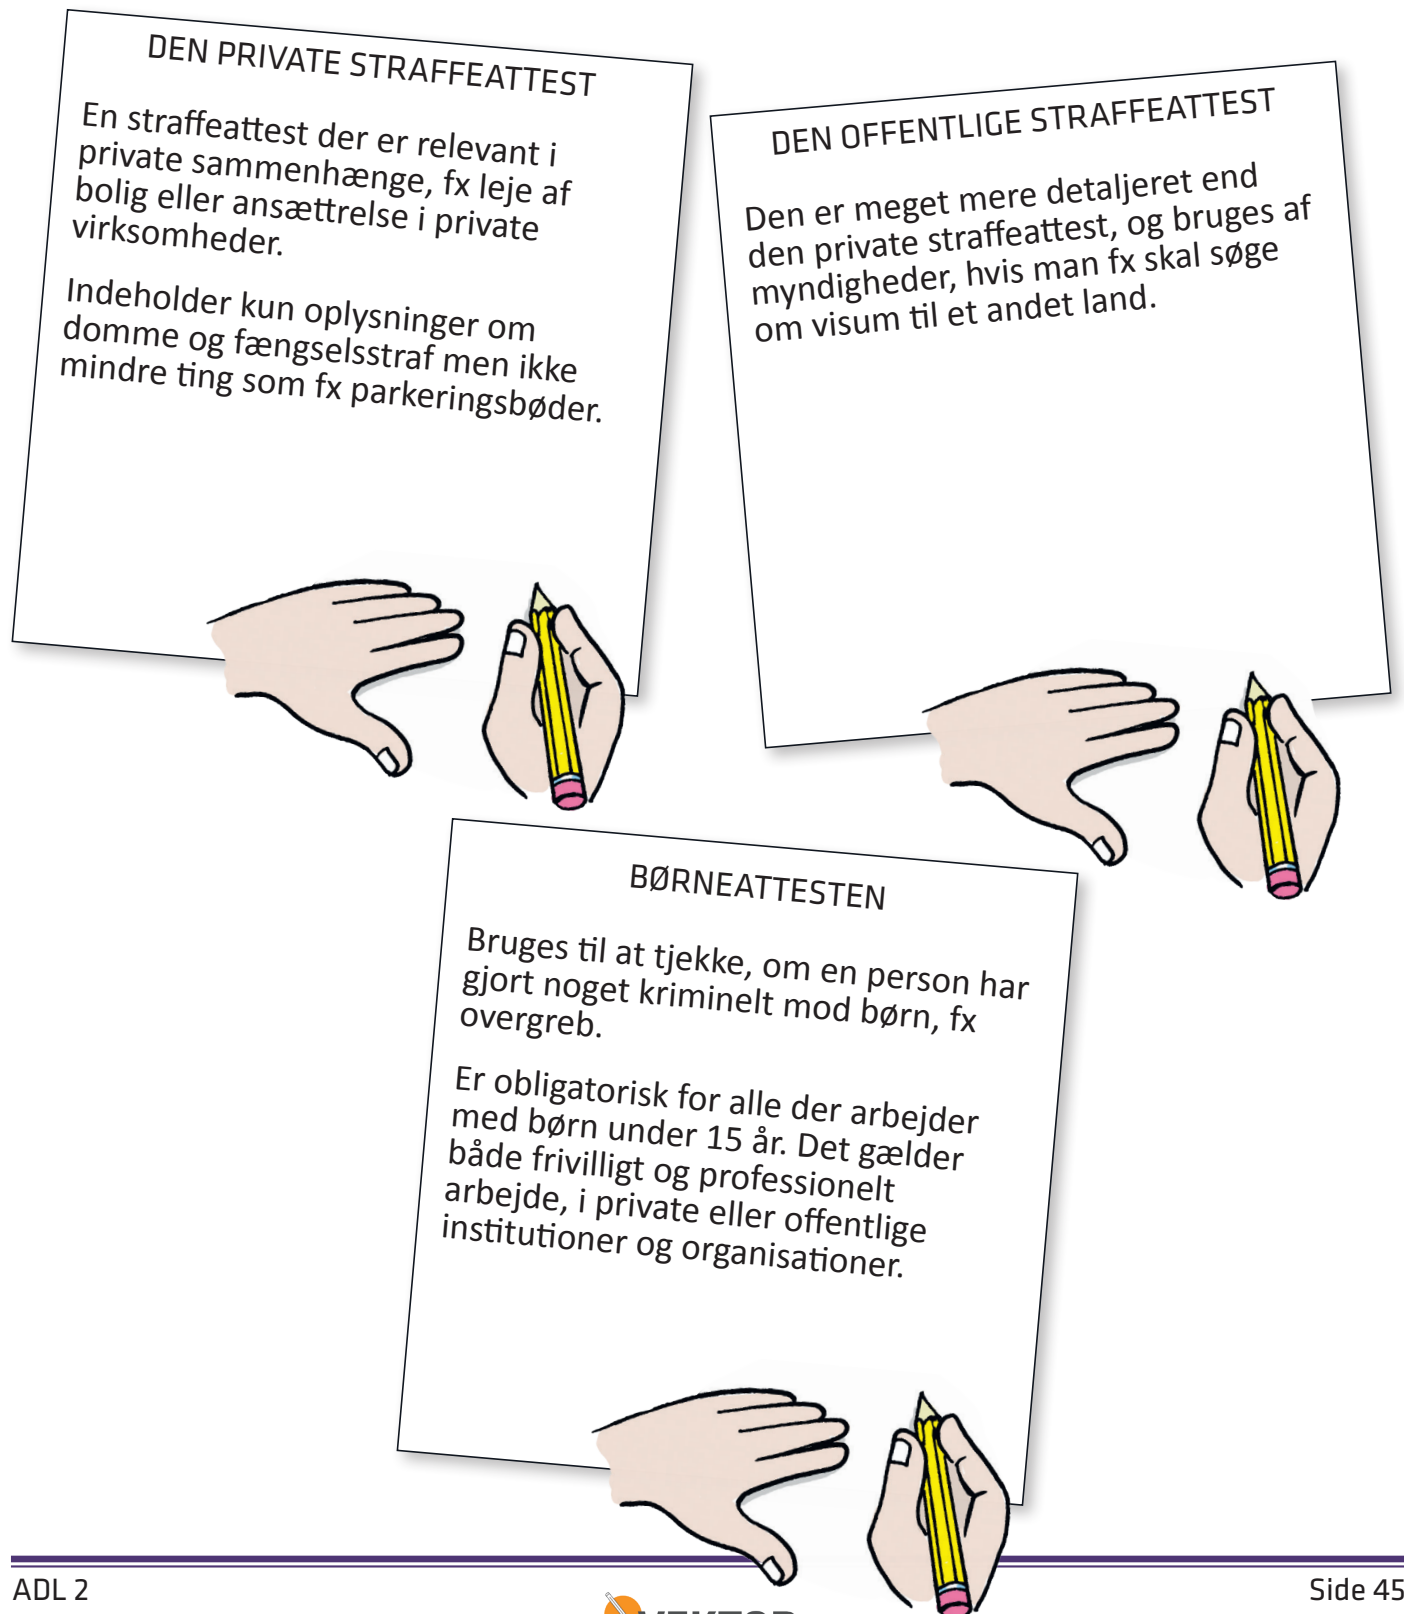 DEN PRIVATE STRAFFEATTEST
En straffeattest der er relevant i
private sammenhænge, fx leje af
bolig eller ansættrelse i private
virksomheder.
Indeholder kun oplysninger om
domme og fængselsstraf men ikke
mindre ting som fx parkeringsbøder.
DEN OFFENTLIGE STRAFFEATTEST
Den er meget mere detaljeret end
den private straffeattest, og bruges af
myndigheder, hvis man fx skal søge
om visum til et andet land.
BØRNEATTESTEN
Bruges til at tjekke, om en person har
gjort noget kriminelt mod børn, fx
overgreb.
Er obligatorisk for alle der arbejder
med børn under 15 år. Det gælder
både frivilligt og professionelt
arbejde, i private eller offentlige
institutioner og organisationer.
ADL 2
Side 45